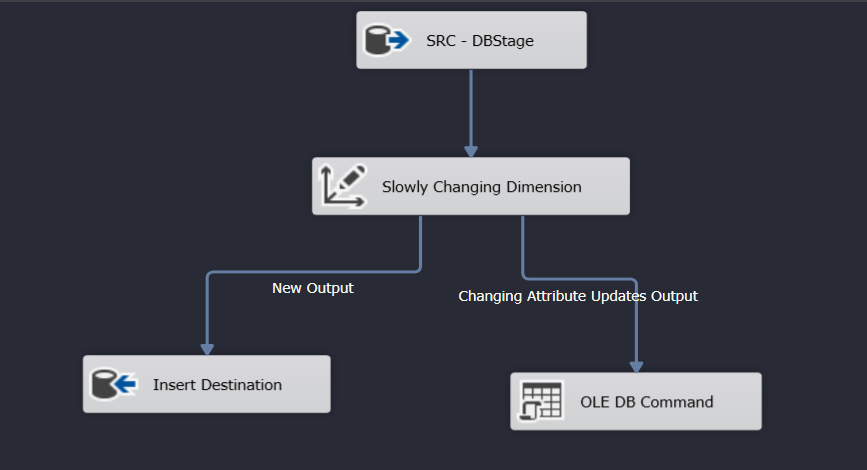 SRC - DBStage
Slowly Changing Dimension
New Output
Changing Attribute Updates Output
Insert Destination
OLE DB Command